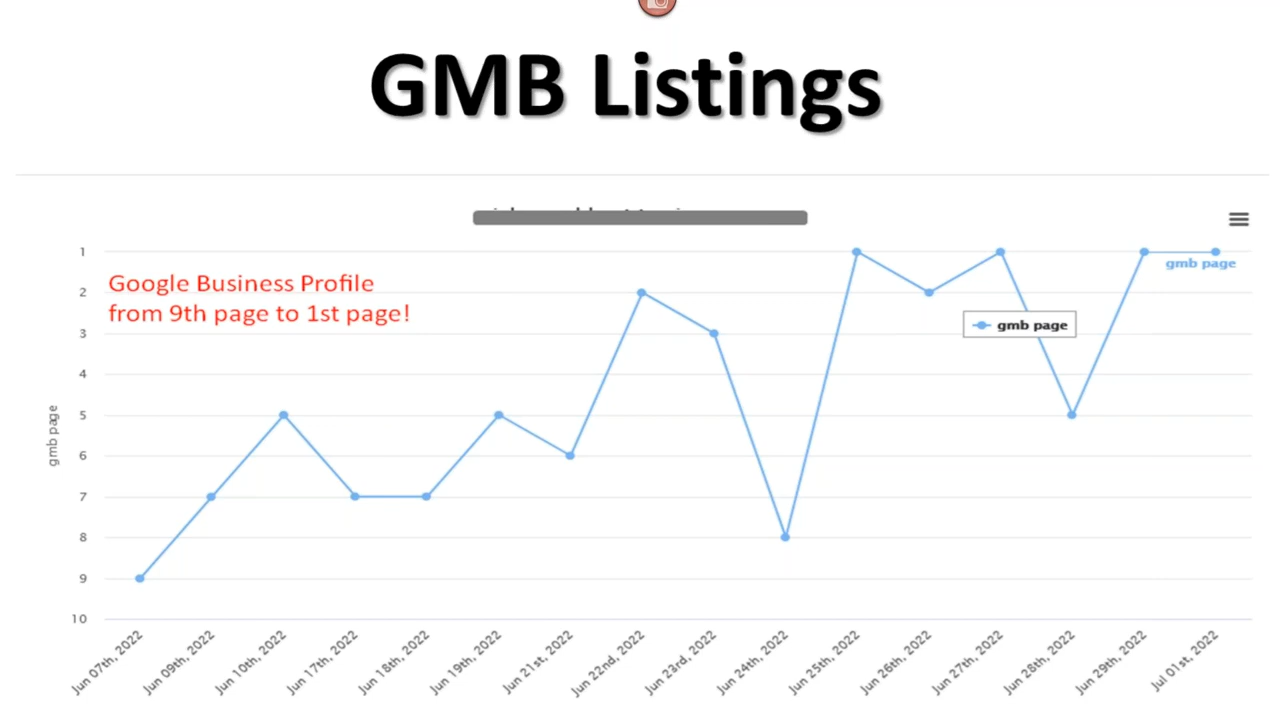 GMB Listings
1
2
3
4
5
6
7
8
9
10
gmb page
Google Business Profile
from 9th page to 1st page!
gmb page
gmb page
Jun 07th, 2022
Jun 09th, 2022
Jun 10th, 2022
Jun 17th, 2022
Jun 18th, 2022
Jun 19th, 2022
Jun 21st, 2022
Jun 22nd, 2022
Jun 23rd, 2022
Jun 24th, 2022
Jun 25th, 2022
Jun 26th, 2022
Jun 27th, 2022
Jun 28th, 2022
Jun 29th, 2022
Jul 01st, 2022